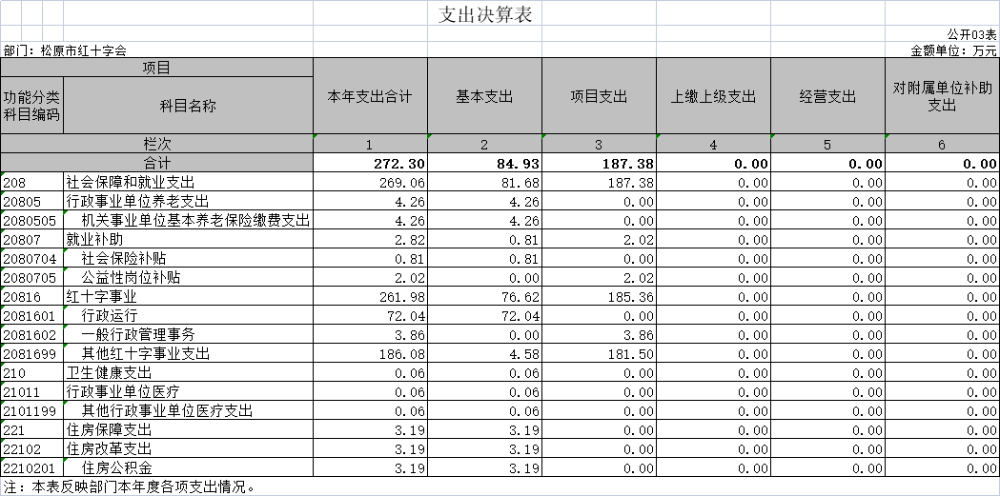 支出决算表
公开03表
部门：松原市红十字会 金额单位：万元
项目 本年支出合计 基本支出 项目支出 上缴上级支出 经营支出 对附属单位补助支出
功能分类科目编码 科目名称
栏次 1 2 3 4 5 6
合计 272.30 84.93 187.38 0.00 0.00 0.00
208 社会保障和就业支出 269.06 81.68 187.38 0.00 0.00 0.00
20805 行政事业单位养老支出 4.26 4.26 0.00 0.00 0.00 0.00
2080505 机关事业单位基本养老保险缴费支出 4.26 4.26 0.00 0.00 0.00 0.00
20807 就业补助 2.82 0.81 2.02 0.00 0.00 0.00
2080704 社会保险补贴 0.81 0.81 0.00 0.00 0.00 0.00
2080705 公益性岗位补贴 2.02 0.00 2.02 0.00 0.00 0.00
20816 红十字事业 261.98 76.62 185.36 0.00 0.00 0.00
2081601 行政运行 72.04 72.04 0.00 0.00 0.00 0.00
2081602 一般行政管理事务 3.86 0.00 3.86 0.00 0.00 0.00
2081699 其他红十字事业支出 186.08 4.58 181.50 0.00 0.00 0.00
210 卫生健康支出 0.06 0.06 0.00 0.00 0.00 0.00
21011 行政事业单位医疗 0.06 0.06 0.00 0.00 0.00 0.00
2101199 其他行政事业单位医疗支出 0.06 0.06 0.00 0.00 0.00 0.00
221 住房保障支出 3.19 3.19 0.00 0.00 0.00 0.00
22102 住房改革支出 3.19 3.19 0.00 0.00 0.00 0.00
2210201 住房公积金 3.19 3.19 0.00 0.00 0.00 0.00
注：本表反映部门本年度各项支出情况。